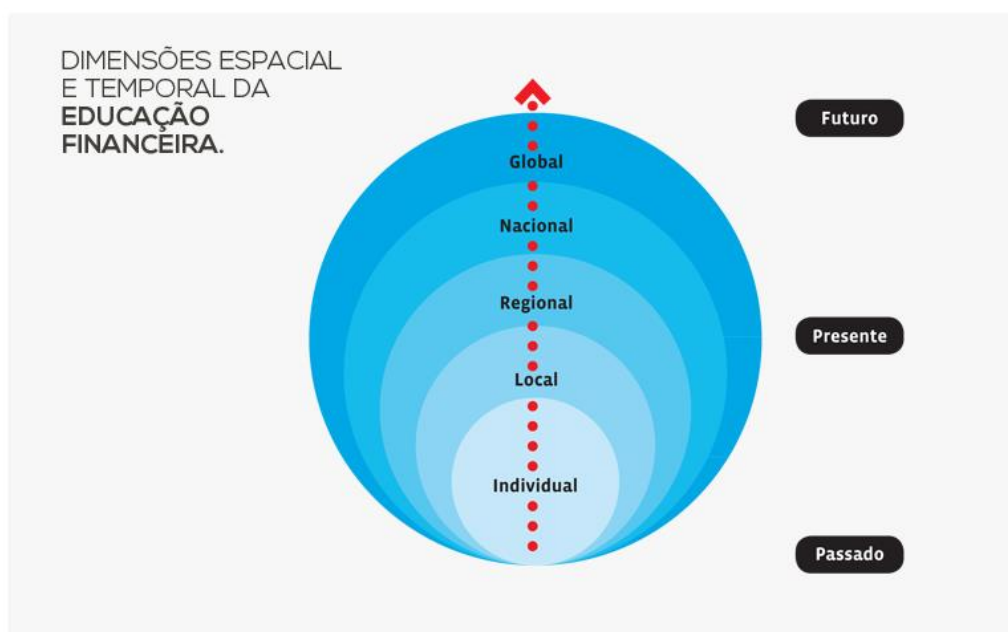 DIMENSÕES ESPACIAL
E TEMPORAL DA
EDUCAÇÃO
FINANCEIRA.
Futuro
Global
Nacional
Regional
Presente
Local
Individual
Passado